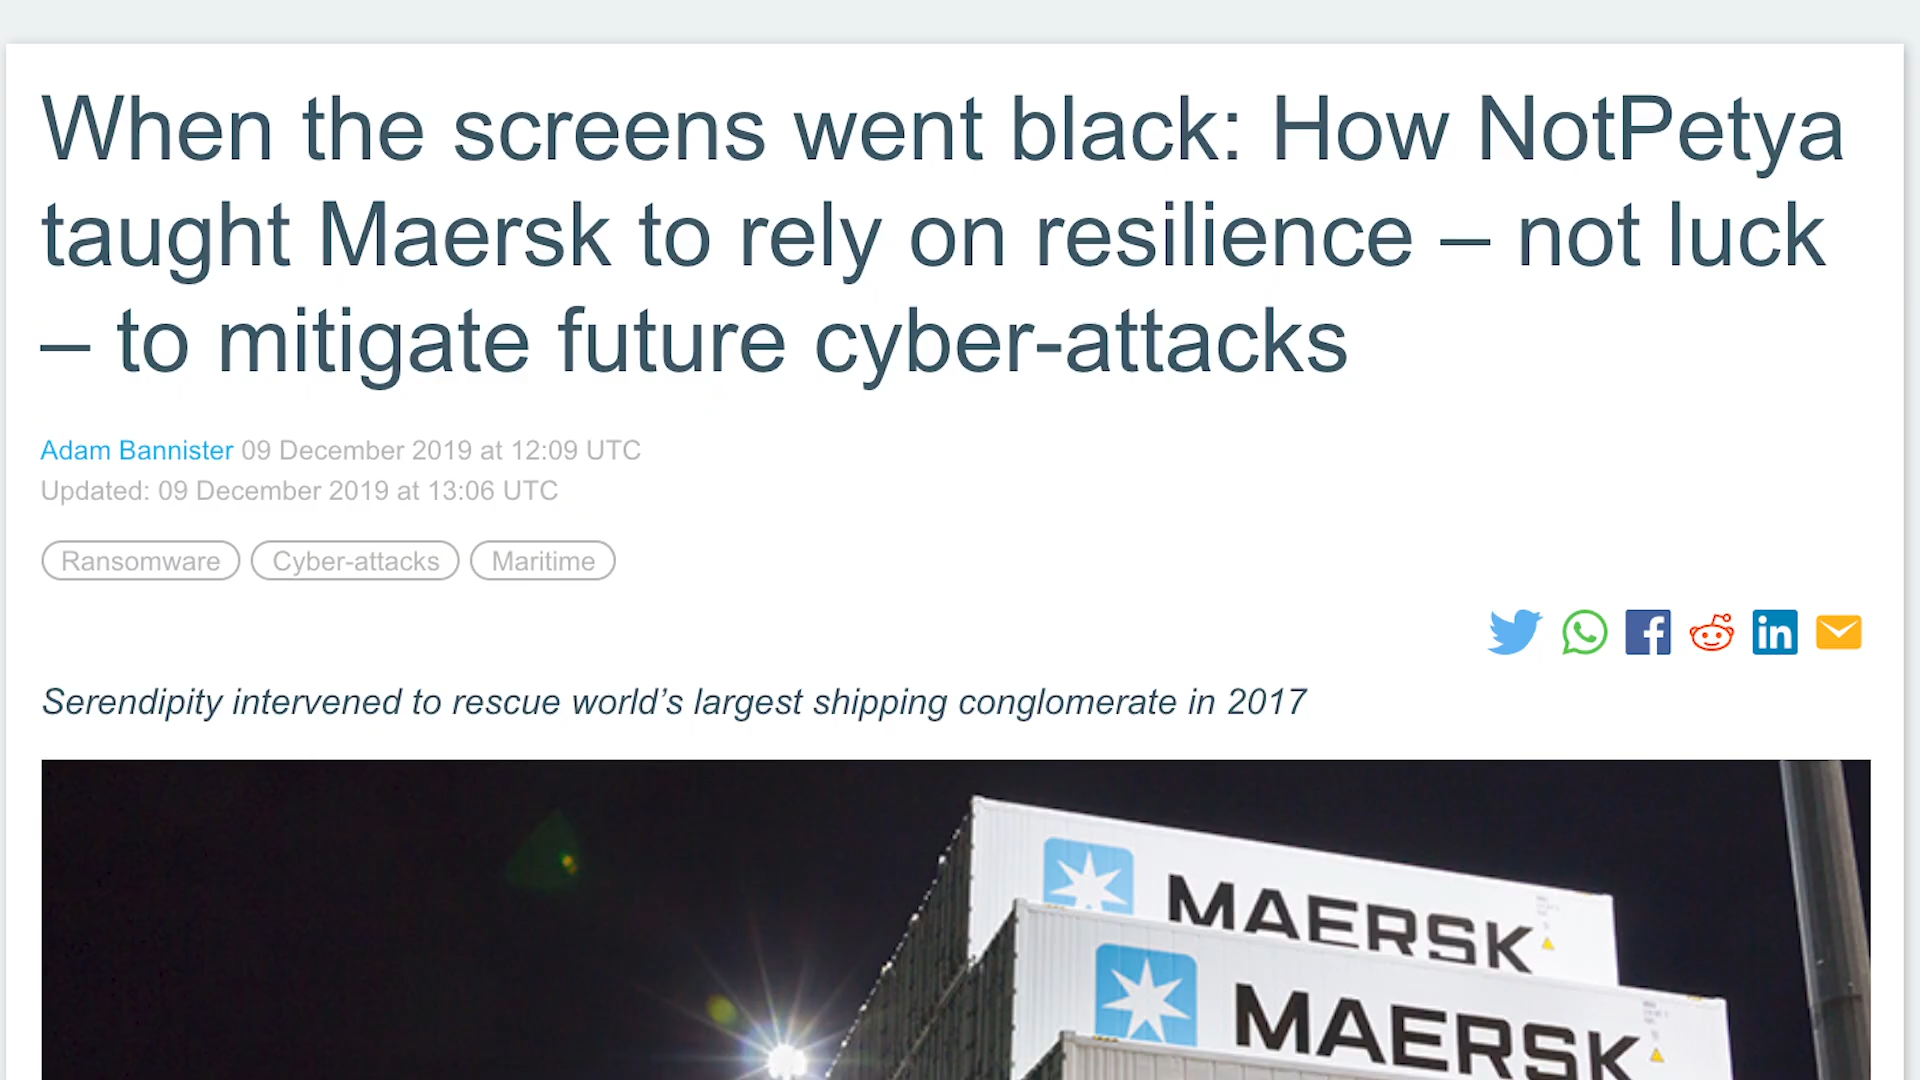 When the screens went black: How NotPetya
taught Maersk to rely on resilience – not luck
– to mitigate future cyber-attacks
Adam Bannister 09 December 2019 at 12:09 UTC
Updated: 09 December 2019 at 13:06 UTC
Ransomware Cyber-attacks Maritime
Serendipity intervened to rescue world’s largest shipping conglomerate in 2017
MAERSK
MAERSK